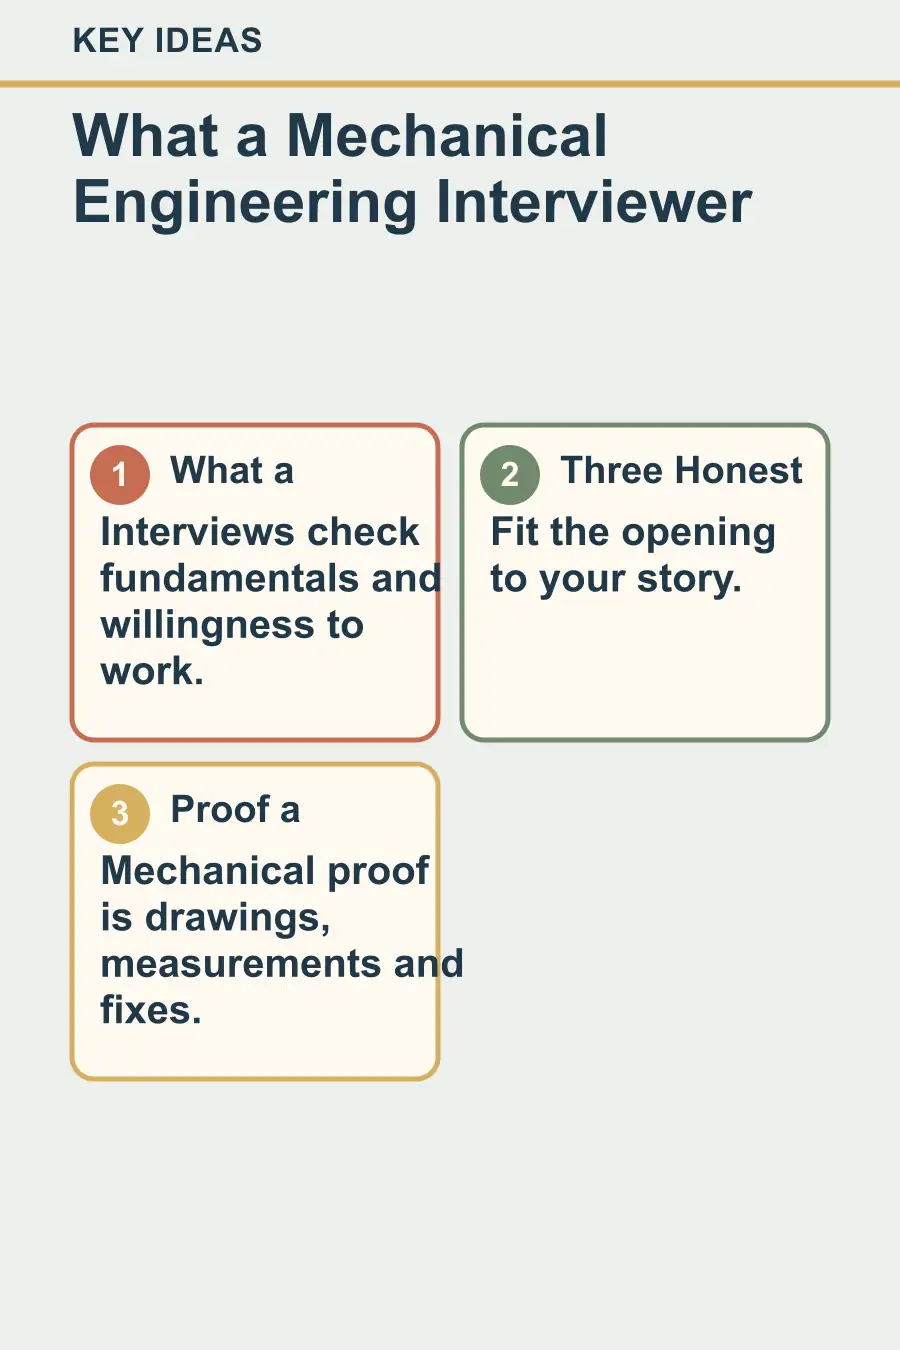 KEY IDEAS
What a Mechanical
Engineering Interviewer
1
What a
Interviews check
fundamentals and
willingness to
work.
2
Three Honest
Fit the opening
to your story.
3
Proof a
Mechanical proof
is drawings,
measurements and
fixes.